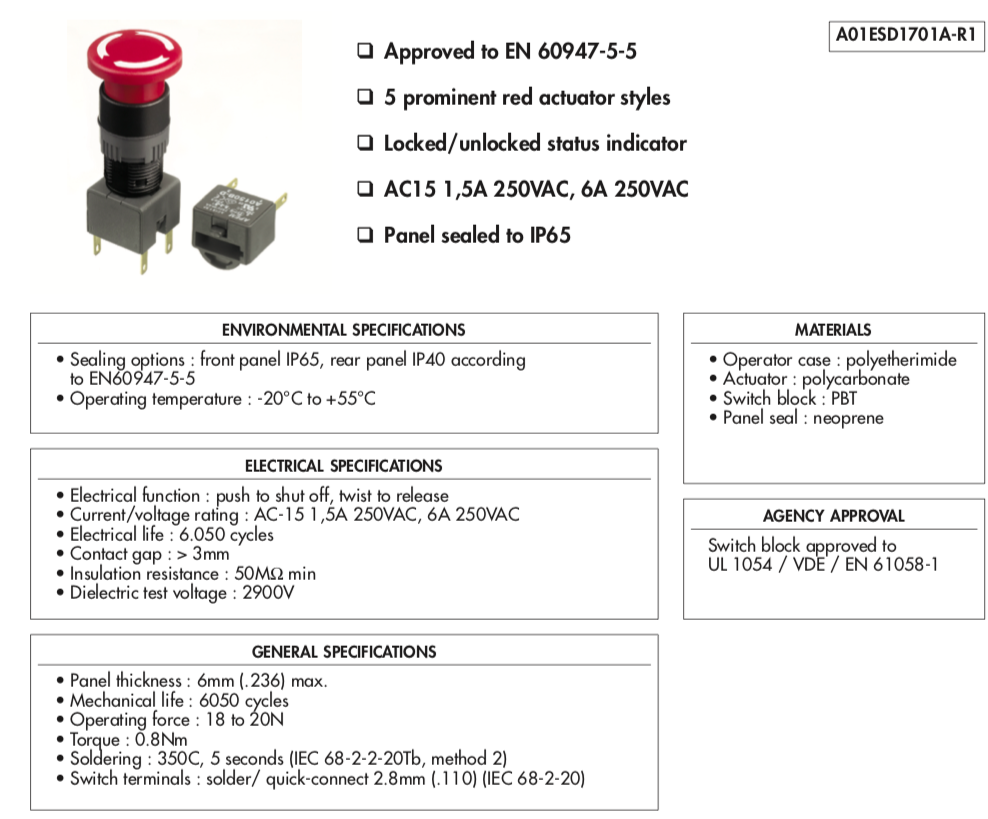 A01ESD1701A-R1
❑ Approved to EN 60947-5-5
❑ 5 prominent red actuator styles
❑ Locked/unlocked status indicator
❑ AC15 1,5A 250VAC, 6A 250VAC
❑ Panel sealed to IP65
ENVIRONMENTAL SPECIFICATIONS
• Sealing options : front panel IP65, rear panel IP40 according
to EN60947-5-5
• Operating temperature : -20°C to +55°C
MATERIALS
• Operator case : polyetherimide
• Actuator : polycarbonate
• Switch block : PBT
• Panel seal : neoprene
ELECTRICAL SPECIFICATIONS
• Electrical function : push to shut off, twist to release
• Current/voltage rating : AC-15 1,5A 250VAC, 6A 250VAC
• Electrical life : 6.050 cycles
• Contact gap : > 3mm
• Insulation resistance : 50MΩ min
• Dielectric test voltage : 2900V
AGENCY APPROVAL
Switch block approved to
UL 1054 / VDE / EN 61058-1
GENERAL SPECIFICATIONS
• Panel thickness : 6mm (.236) max.
• Mechanical life : 6050 cycles
• Operating force : 18 to 20N
• Torque : 0.8Nm
• Soldering : 350C, 5 seconds (IEC 68-2-2-20Tb, method 2)
• Switch terminals : solder/ quick-connect 2.8mm (.110) (IEC 68-2-20)